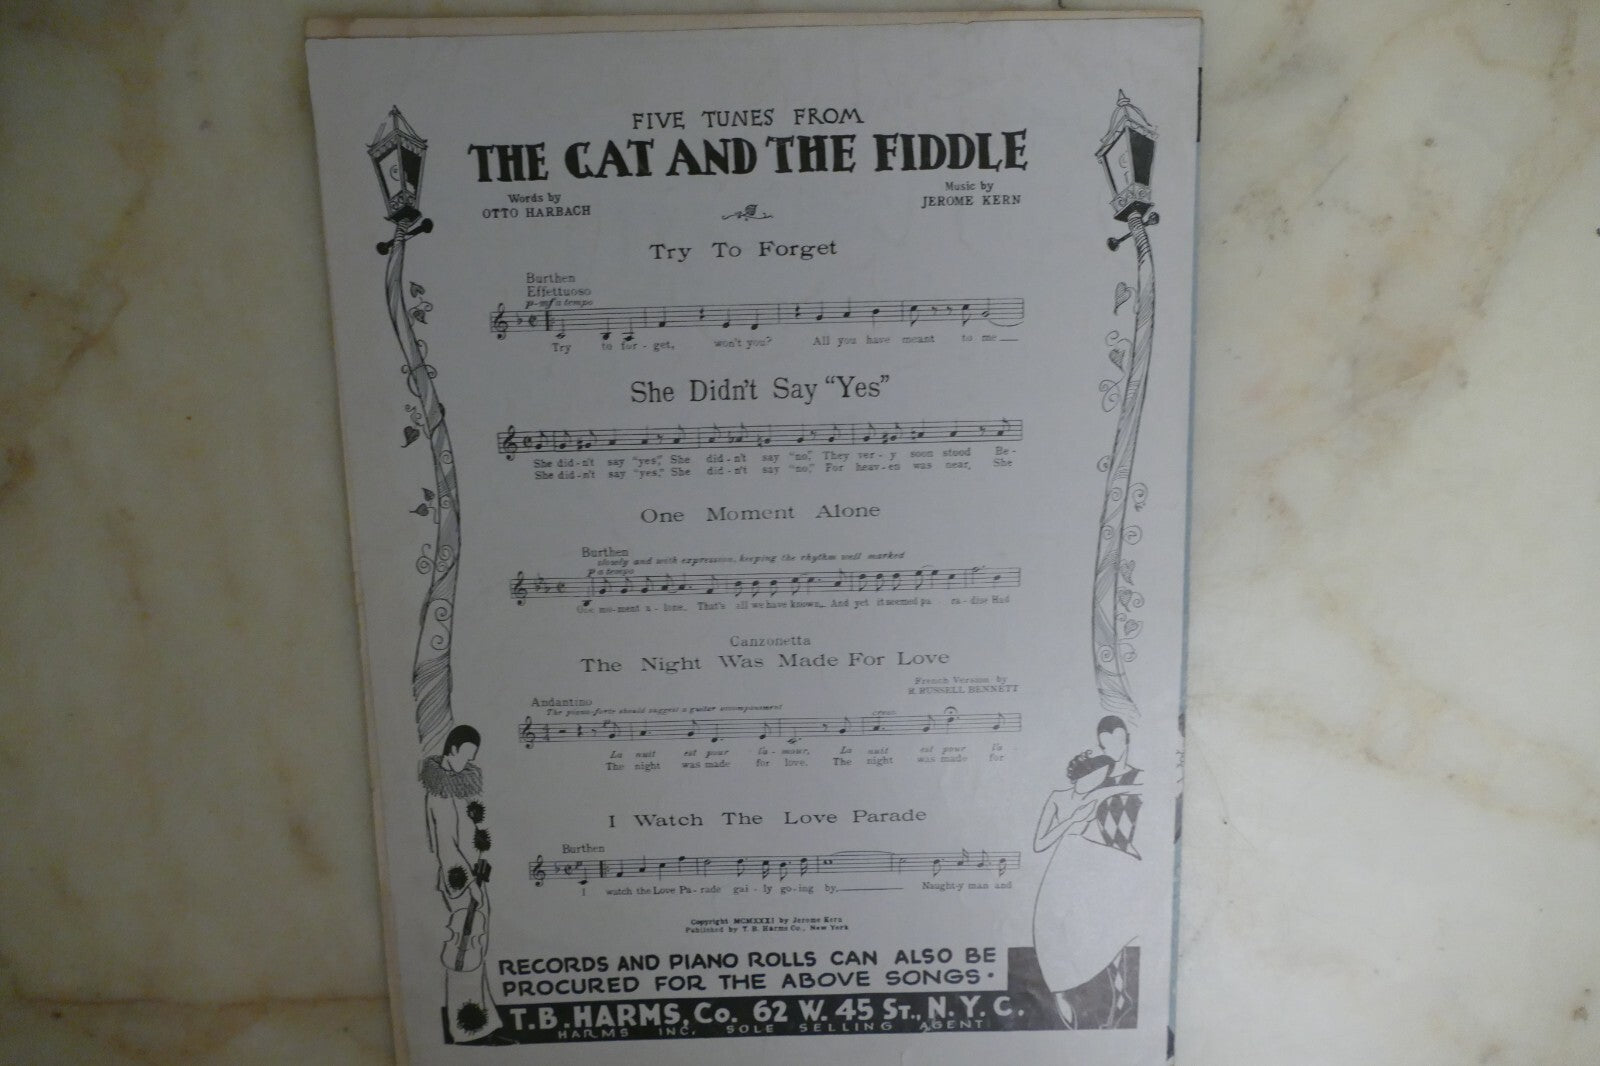 FIVE TUNES FROM
THE CAT AND THE FIDDLE
Words by
OTTO HARBACH
Music by
JEROME KERN
Try To Forget
Burthen
Effettuoso
p-mf a tempo
Try to for - get, won't you? All you have meant to me
She Didn't Say "Yes"
She did-n't say "yes," She did-n't say "no," They ver-y soon stood Be-
She did-n't say "yes," She did-n't say "no," For heav-en was near, She
One Moment Alone
Burthen
slowly and with expression, keeping the rhythm well marked
p a tempo
One mo-ment a - lone, That's all we have known, And yet it seemed pa - ra - dise Had
Canzonetta
The Night Was Made For Love
French Version by
R. RUSSELL BENNETT
Andantino
The piano-forte should suggest a guitar accompaniment
cresc.
La nuit est pour l'a - mour, La nuit est pour l'a -
The night was made for love. The night was made for
I Watch The Love Parade
Burthen
I watch the Love Pa - rade gai - ly go-ing by, Naught-y man and
Copyright MCMXXXI by Jerome Kern
Published by T. B. Harms Co., New York
RECORDS AND PIANO ROLLS CAN ALSO BE
PROCURED FOR THE ABOVE SONGS •
T.B. HARMS, Co. 62 W. 45 ST., N. Y. C.
HARMS INC. SOLE SELLING AGENT